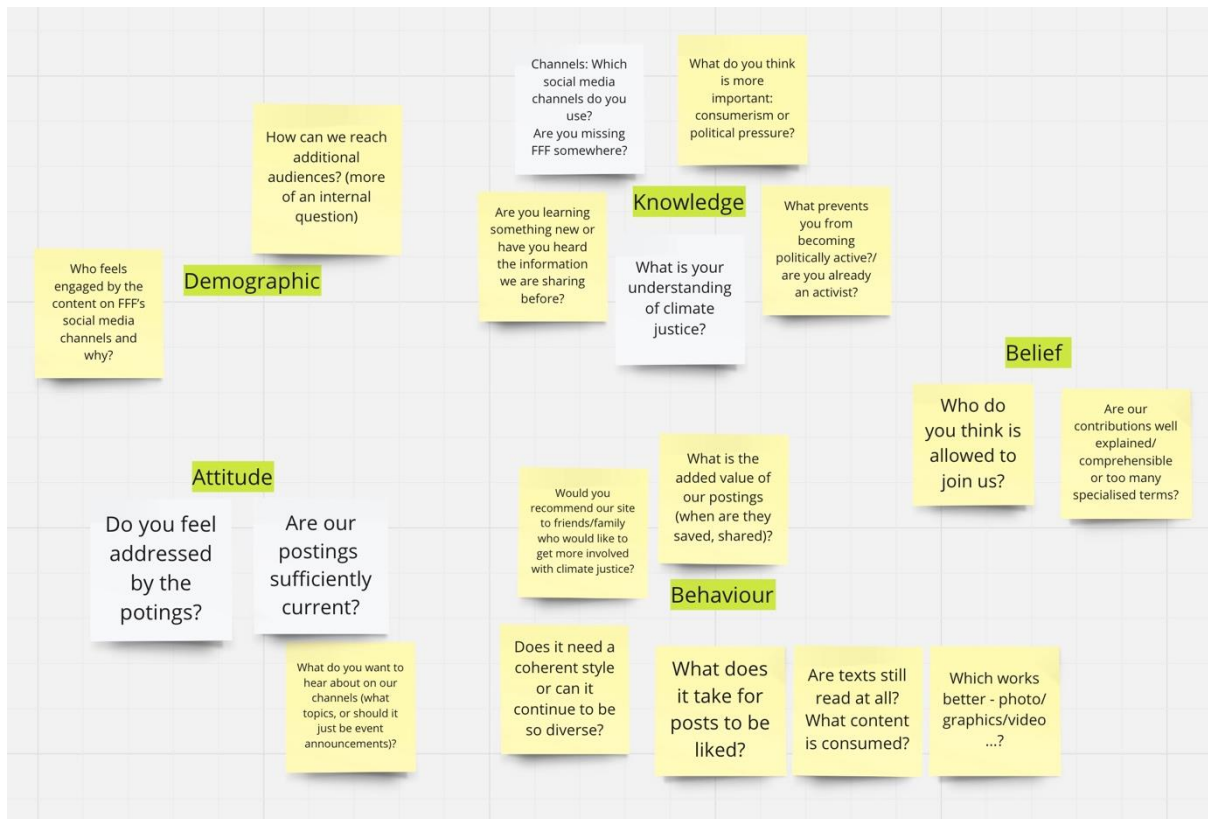 How can we reach
additional
audiences? (more
of an internal
question)
Who feels
engaged by the
content on FFF's
social media
channels and
why?
Demographic
Channels: Which
social media
channels do you
use?
Are you missing
FFF somewhere?
What do you think
is more
important:
consumerism or
political pressure?
Knowledge
Are you learning
something new or
have you heard
the information
we are sharing
before?
What is your
understanding
of climate
justice?
What prevents
you from
becoming
politically active?/
are you already
an activist?
Belief
Who do
you think is
allowed to
join us?
Are our
contributions well
explained/
comprehensible
or too many
specialised terms?
Attitude
Do you feel
addressed
by the
potings?
Are our
postings
sufficiently
current?
What do you want to
hear about on our
channels (what
topics, or should it
just be event
announcements)?
Would you
recommend our site
to friends/family
who would like to
get more involved
with climate justice?
What is the
added value of
our postings
(when are they
saved, shared)?
Behaviour
Does it need a
coherent style
or can it
continue to be
so diverse?
What does
it take for
posts to be
liked?
Are texts still
read at all?
What content
is consumed?
Which works
better - photo/
graphics/video
...?